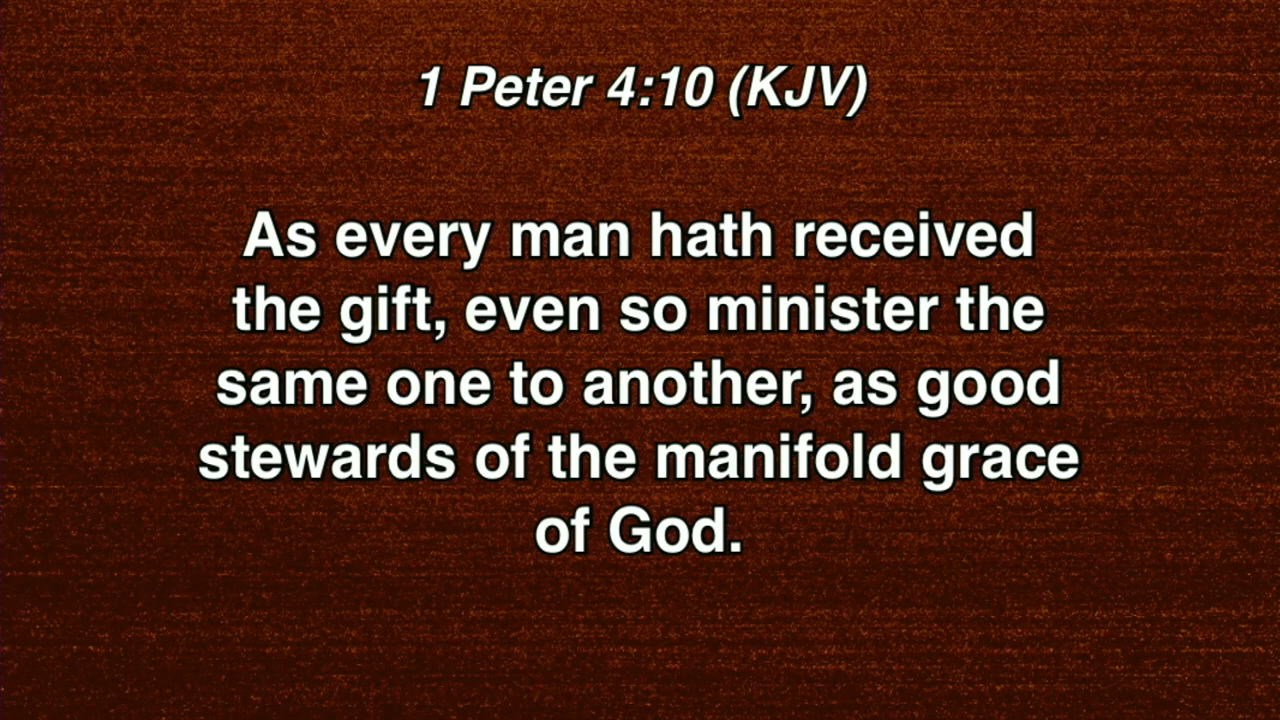 1 Peter 4:10 (KJV)
As every man hath received
the gift, even so minister the
same one to another, as good
stewards of the manifold grace
of God.